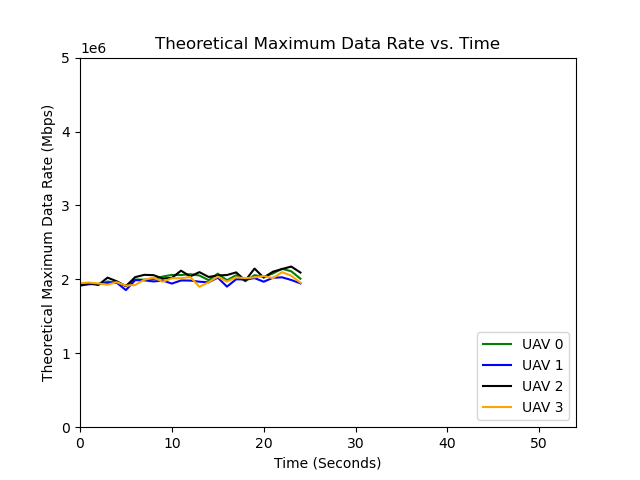 Theoretical Maximum Data Rate vs. Time
1e6
5
4
3
2
1
0
Theoretical Maximum Data Rate (Mbps)
0 10 20 30 40 50
Time (Seconds)
UAV 0
UAV 1
UAV 2
UAV 3